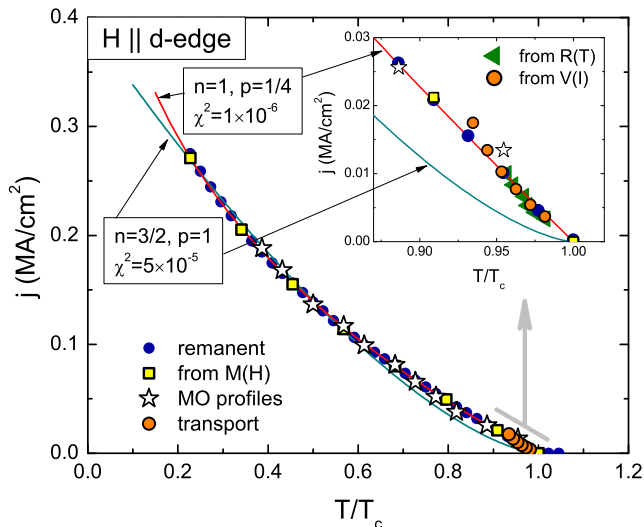 H || d-edge
n=1, p=1/4
χ²=1×10⁻⁶
n=3/2, p=1
χ²=5×10⁻⁵
j (MA/cm²)
0.4
0.3
0.2
0.1
0.0
0.0 0.2 0.4 0.6 0.8 1.0 1.2
T/T_c
remanent
from M(H)
MO profiles
transport
from R(T)
from V(I)
j (MA/cm²)
0.03
0.02
0.01
0.00
0.90 0.95 1.00
T/T_c